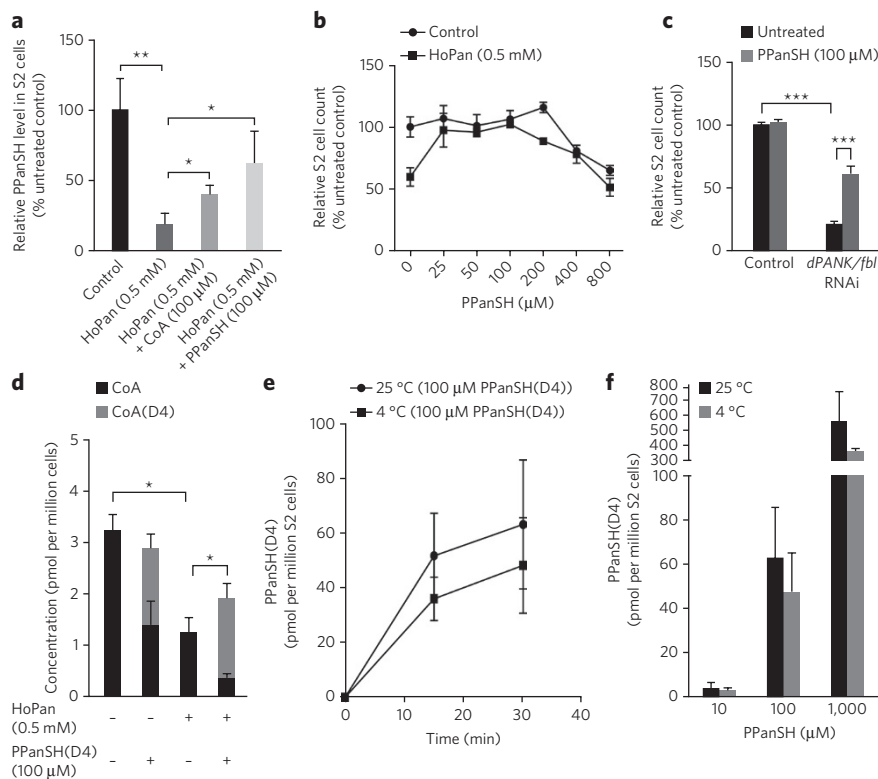 a
Relative PPanSH level in S2 cells
(% untreated control)
150
100
50
0
**
*
*
Control
HoPan (0.5 mM)
HoPan (0.5 mM)
+ CoA (100 μM)
HoPan (0.5 mM)
+ PPanSH (100 μM)
b
Control
HoPan (0.5 mM)
Relative S2 cell count
(% untreated control)
150
100
50
0
0
25
50
100
200
400
800
PPanSH (μM)
c
Untreated
PPanSH (100 μM)
Relative S2 cell count
(% untreated control)
150
100
50
0
***
***
Control
dPANK/fbl
RNAi
d
CoA
CoA(D4)
Concentration (pmol per million cells)
5
4
3
2
1
0
*
*
HoPan
(0.5 mM)
– – + +
PPanSH(D4)
(100 μM)
– + – +
e
25 °C (100 μM PPanSH(D4))
4 °C (100 μM PPanSH(D4))
PPanSH(D4)
(pmol per million S2 cells)
100
80
60
40
20
0
0 10 20 30 40
Time (min)
f
25 °C
4 °C
PPanSH(D4)
(pmol per million S2 cells)
800
700
600
500
400
300
100
80
60
40
20
0
10 100 1,000
PPanSH (μM)